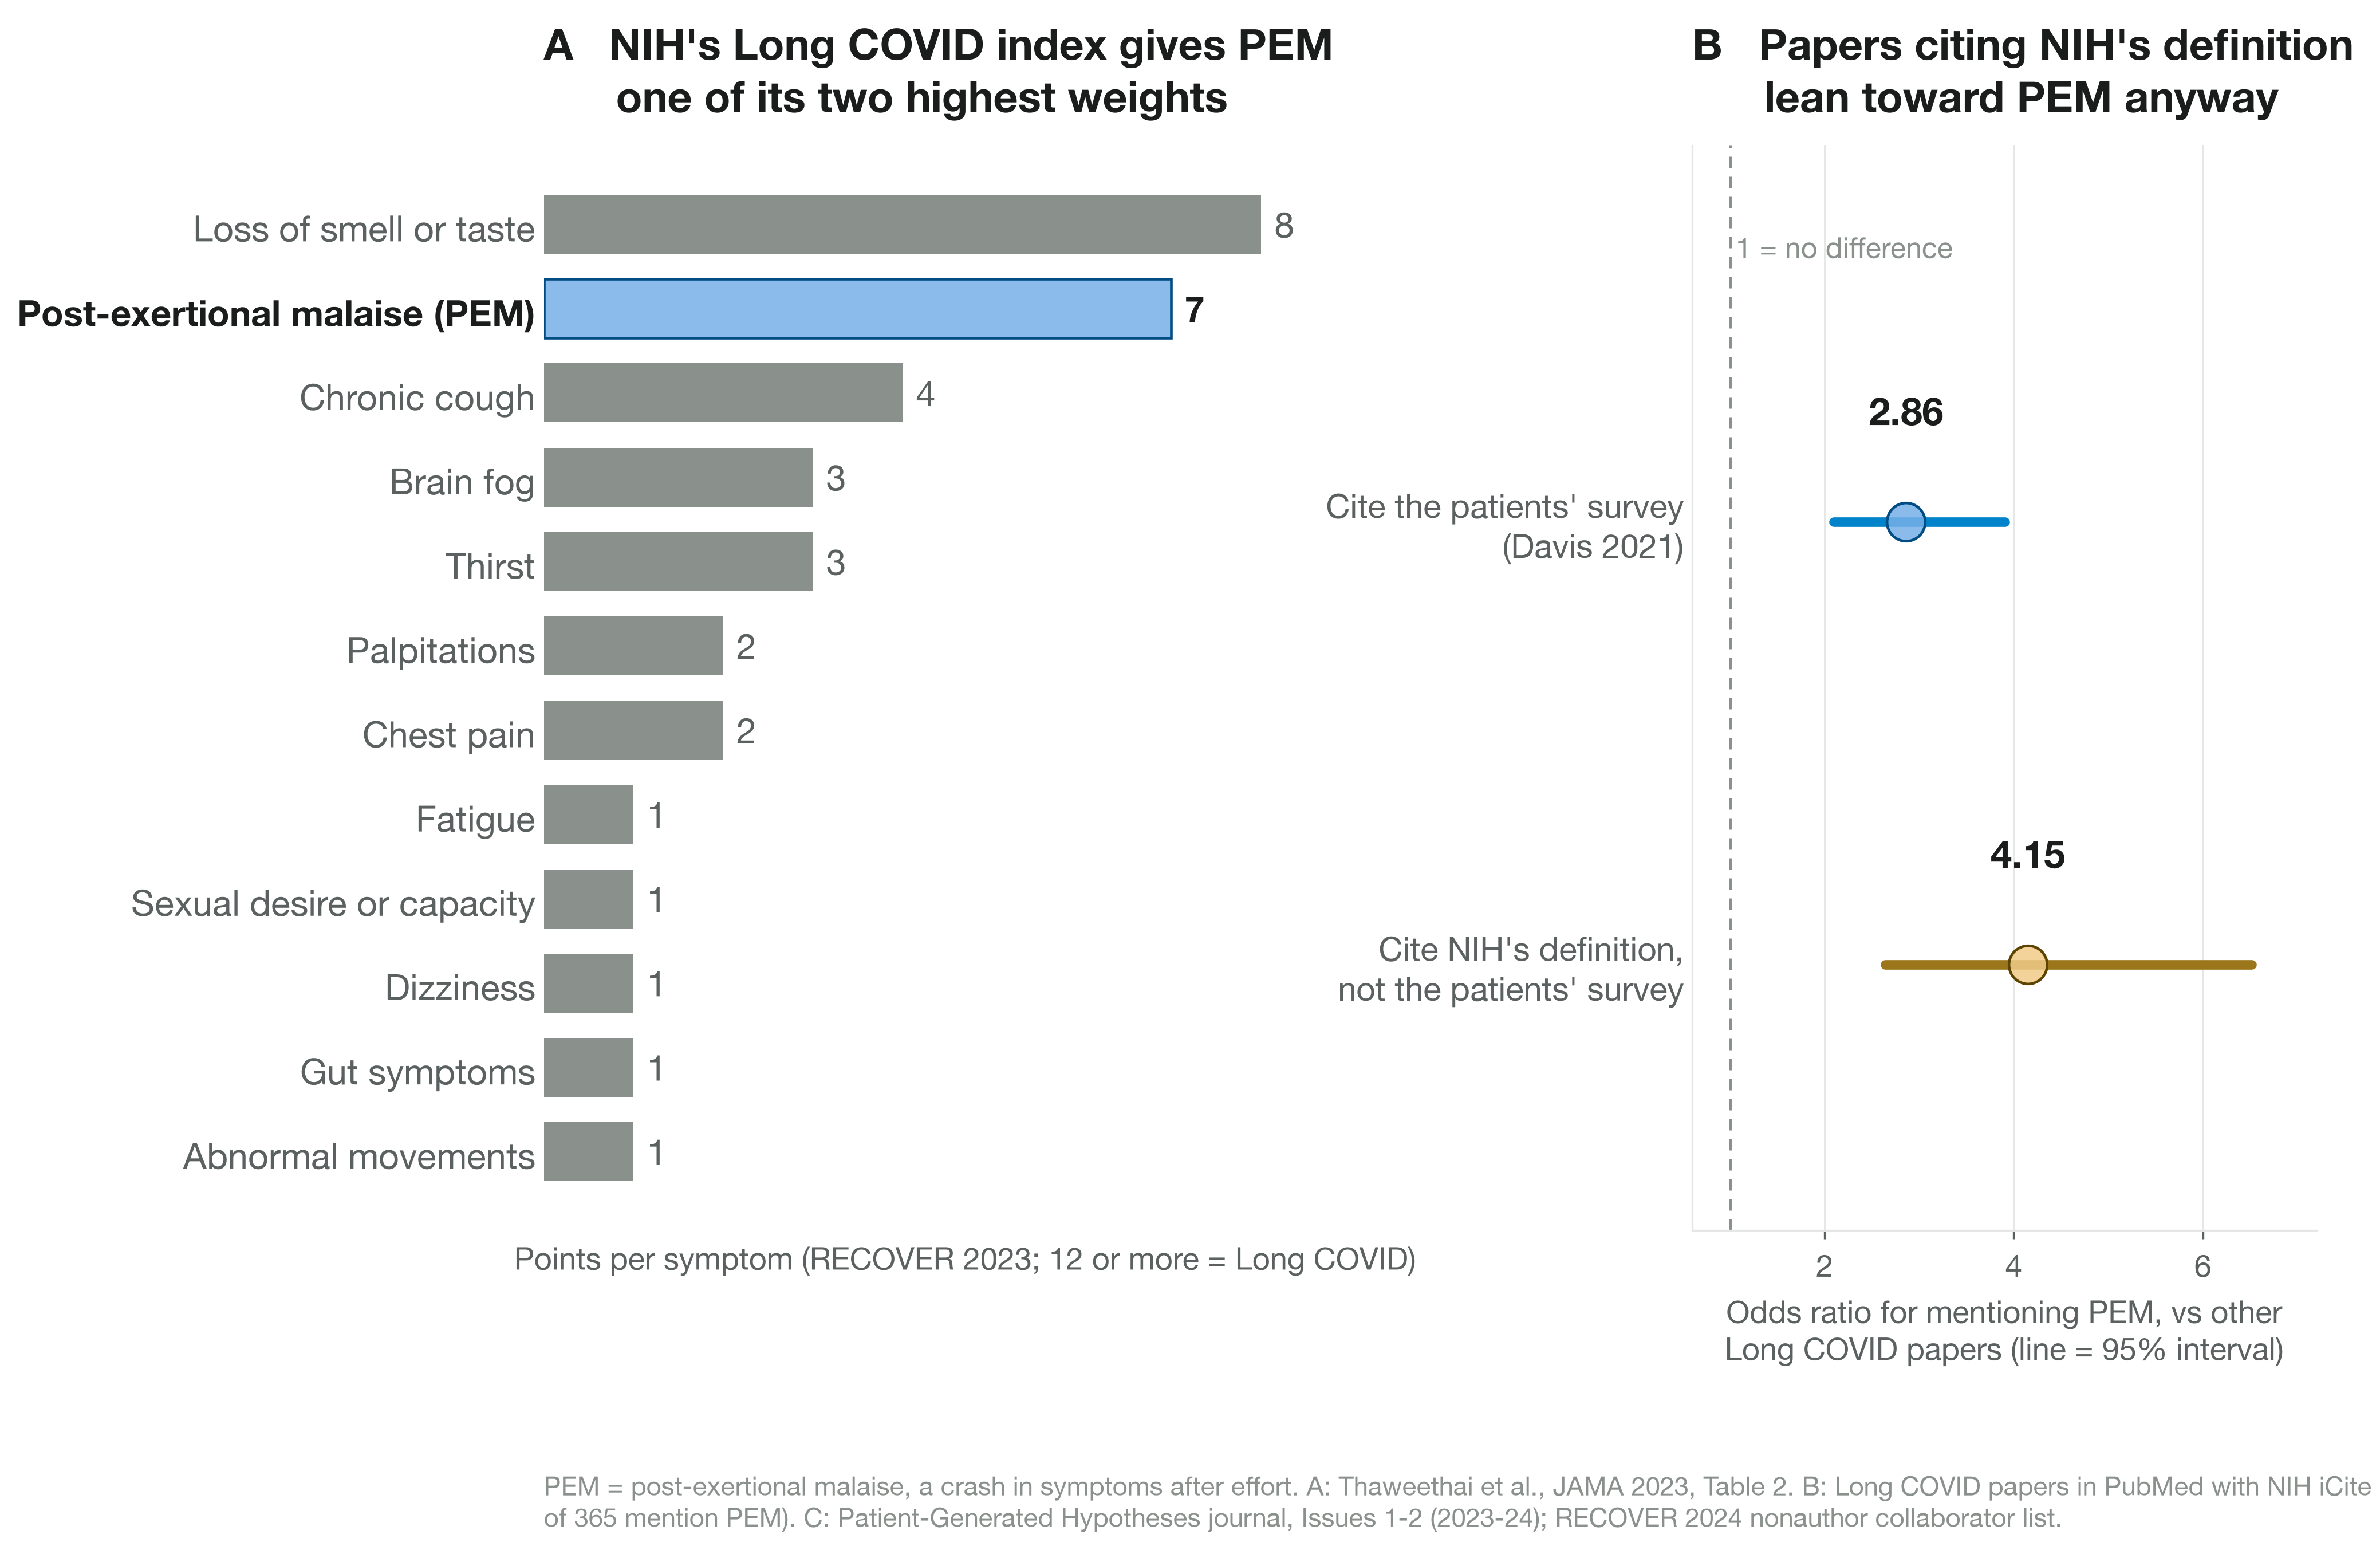 A NIH's Long COVID index gives PEM
one of its two highest weights
Loss of smell or taste 8
Post-exertional malaise (PEM) 7
Chronic cough 4
Brain fog 3
Thirst 3
Palpitations 2
Chest pain 2
Fatigue 1
Sexual desire or capacity 1
Dizziness 1
Gut symptoms 1
Abnormal movements 1
Points per symptom (RECOVER 2023; 12 or more = Long COVID)
B Papers citing NIH's definition
lean toward PEM anyway
1 = no difference
2.86
Cite the patients' survey
(Davis 2021)
4.15
Cite NIH's definition,
not the patients' survey
2 4 6
Odds ratio for mentioning PEM, vs other
Long COVID papers (line = 95% interval)
PEM = post-exertional malaise, a crash in symptoms after effort. A: Thaweethai et al., JAMA 2023, Table 2. B: Long COVID papers in PubMed with NIH iCite
of 365 mention PEM). C: Patient-Generated Hypotheses journal, Issues 1-2 (2023-24); RECOVER 2024 nonauthor collaborator list.